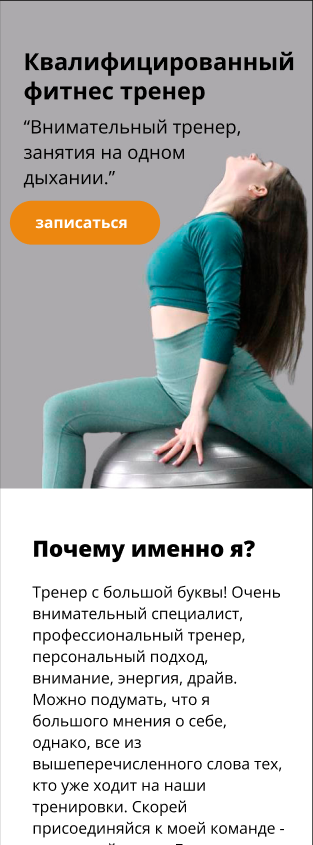 Квалифицированный
фитнес тренер
“Внимательный тренер,
занятия на одном
дыхании.”
записаться
Почему именно я?
Тренер с большой буквы! Очень
внимательный специалист,
профессиональный тренер,
персональный подход,
внимание, энергия, драйв.
Можно подумать, что я
большого мнения о себе,
однако, все из
вышеперечисленного слова тех,
кто уже ходит на наши
тренировки. Скорей
присоединяйся к моей команде -